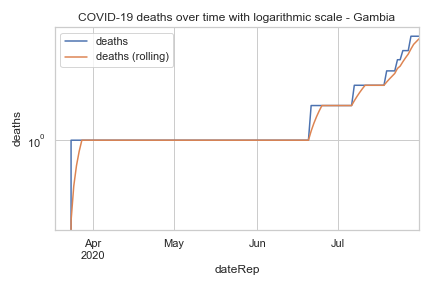 COVID-19 deaths over time with logarithmic scale - Gambia
deaths
deaths (rolling)
deaths
10⁰
Apr
2020
May
Jun
Jul
dateRep